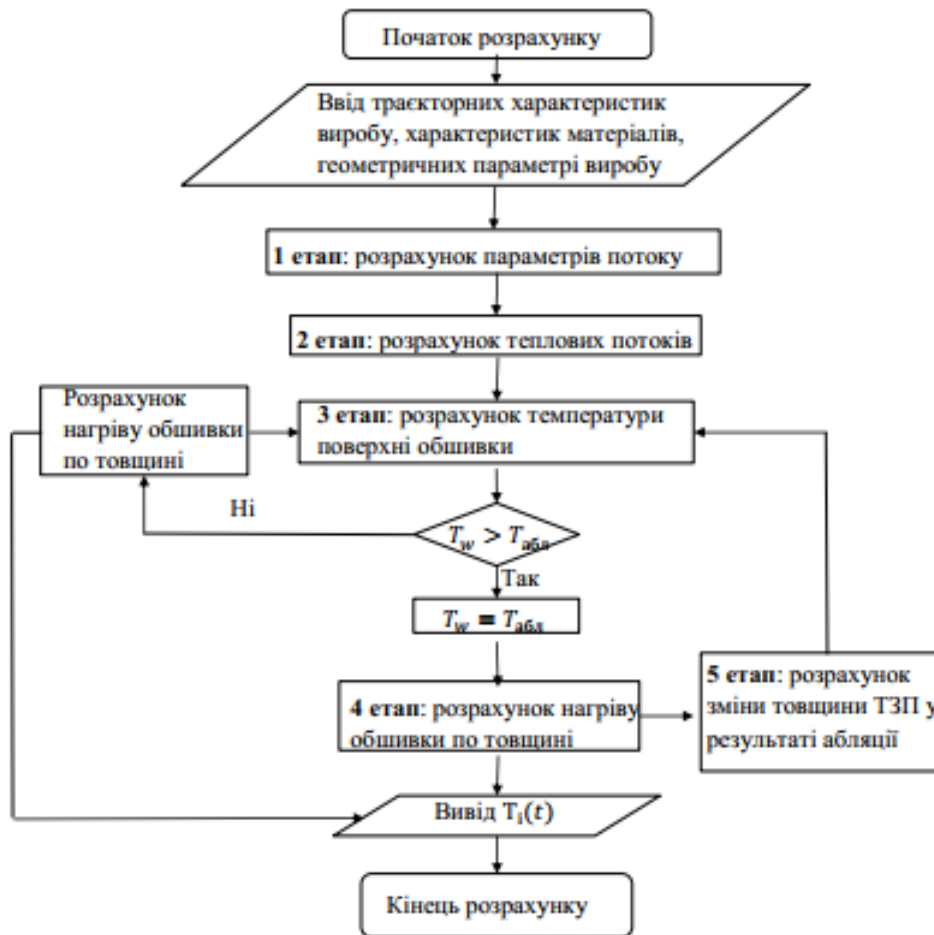 Початок розрахунку
Ввід траєкторних характеристик
виробу, характеристик матеріалів,
геометричних параметрі виробу
1 етап: розрахунок параметрів потоку
2 етап: розрахунок теплових потоків
Розрахунок
нагріву обшивки
по товщині
3 етап: розрахунок температури
поверхні обшивки
Ні
T_w > T_абл
Так
T_w = T_абл
4 етап: розрахунок нагріву
обшивки по товщині
5 етап: розрахунок
зміни товщини ТЗП у
результаті абляції
Вивід T_i(t)
Кінець розрахунку